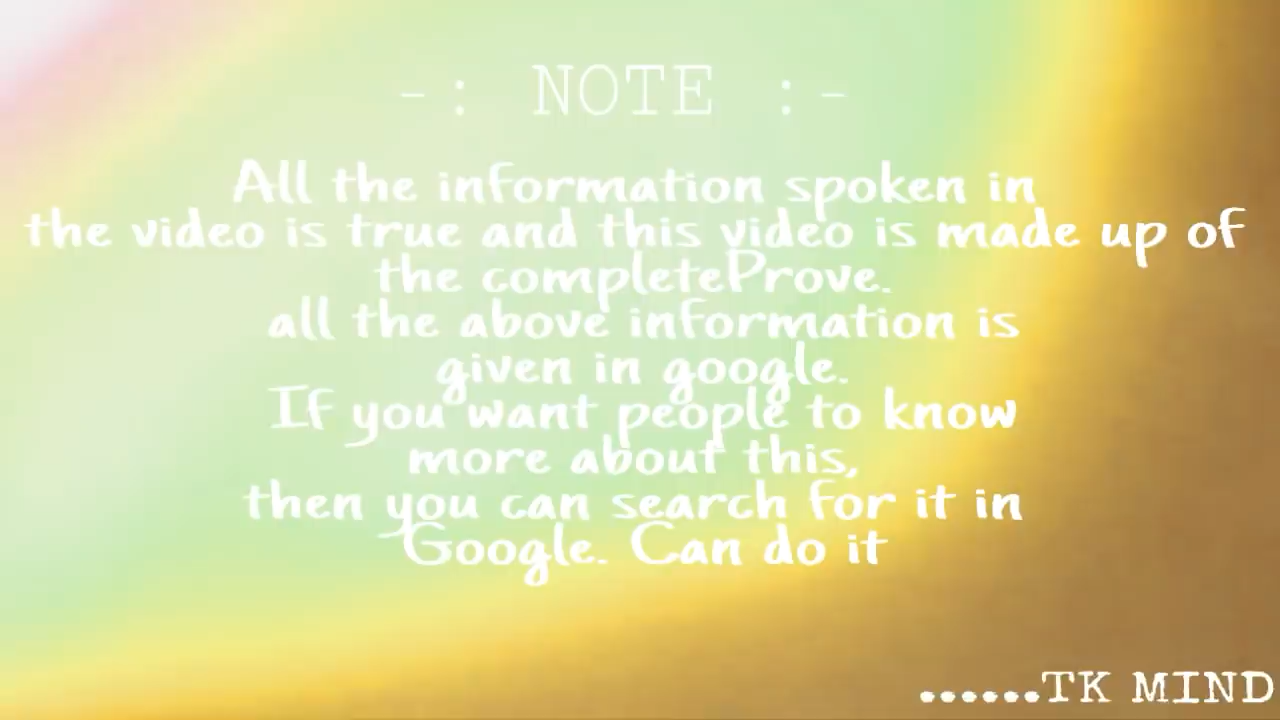 -: NOTE :-
All the information spoken in
the video is true and this video is made up of
the completeProve.
all the above information is
given in google.
If you want people to know
more about this,
then you can search for it in
Google. Can do it
......TK MIND